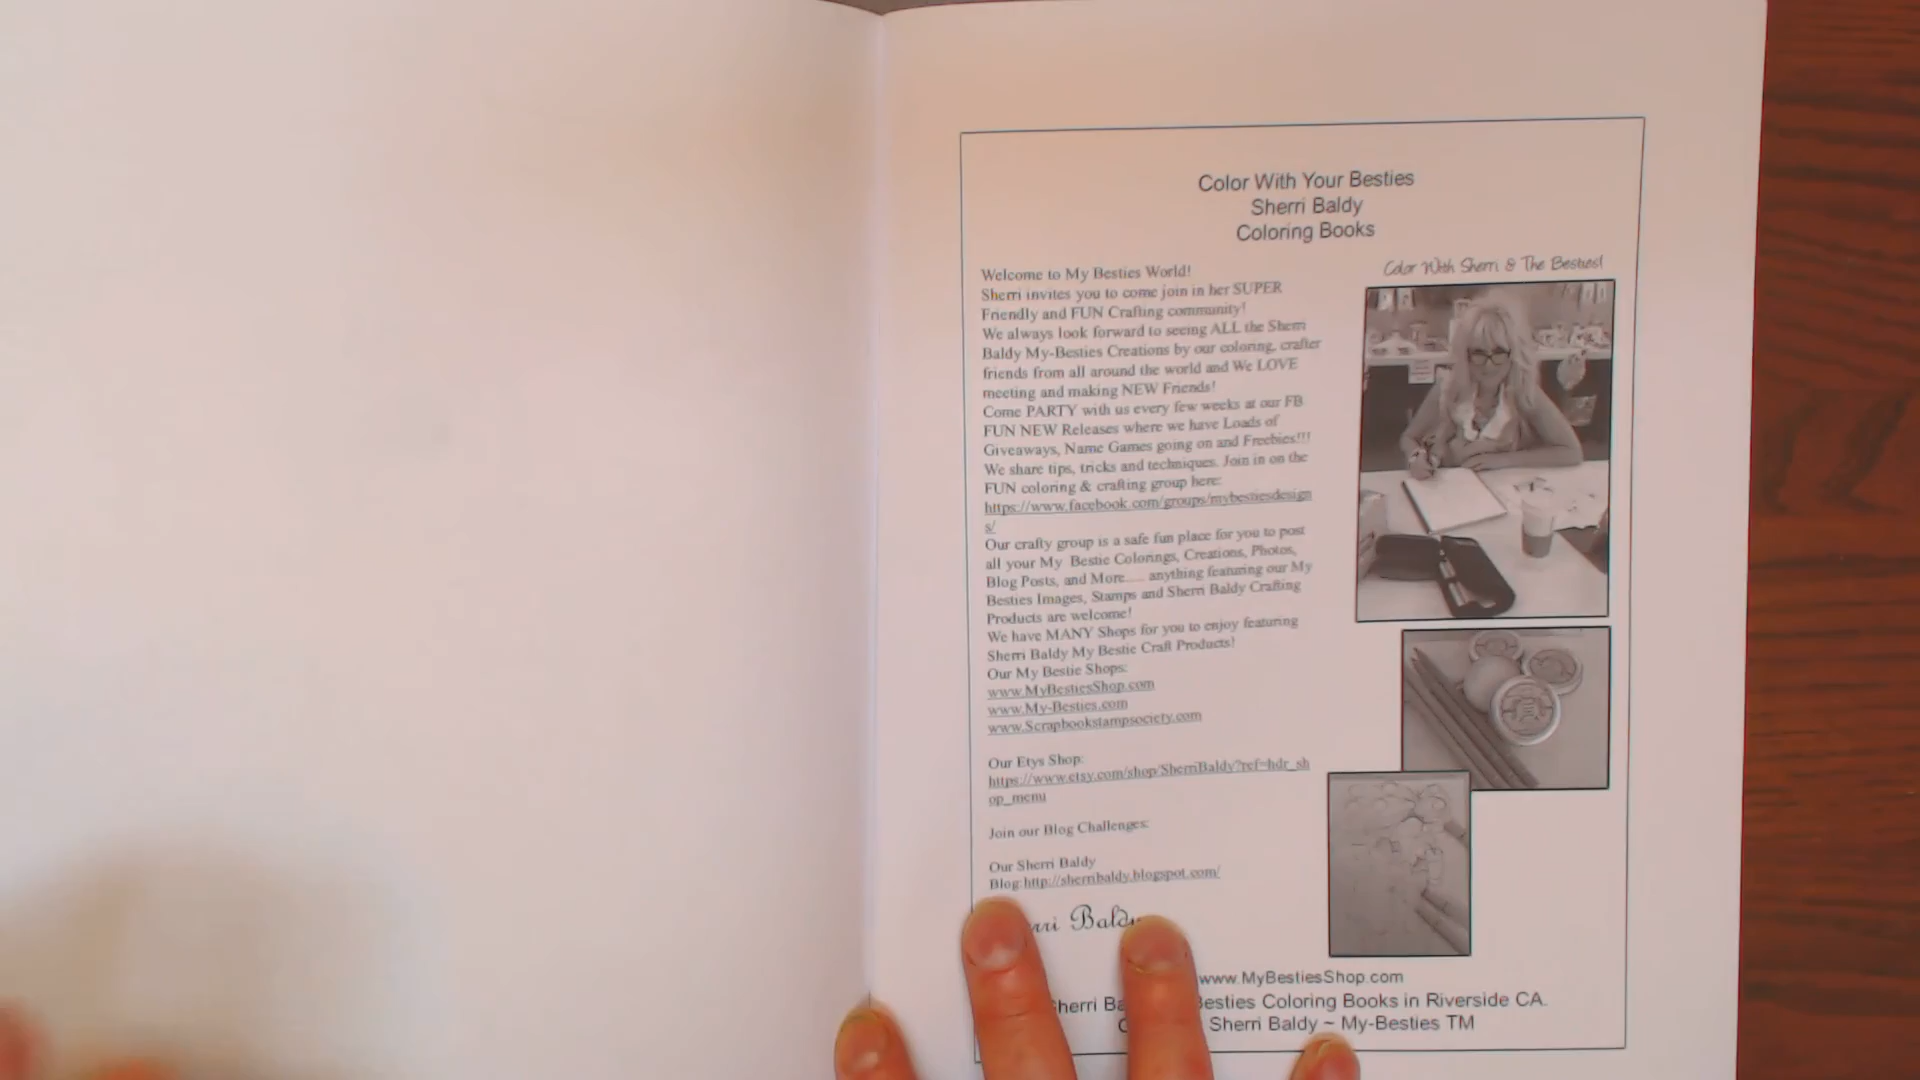 Color With Your Besties
Sherri Baldy
Coloring Books
Color With Sherri & The Besties!
Welcome to My Besties World!
Sherri invites you to come join in her SUPER
Friendly and FUN Crafting community!
We always look forward to seeing ALL the Sherri
Baldy My-Besties Creations by our coloring, crafter
friends from all around the world and We LOVE
meeting and making NEW Friends!
Come PARTY with us every few weeks at our FB
FUN NEW Releases where we have Loads of
Giveaways, Name Games going on and Freebies!!!
We share tips, tricks and techniques. Join in on the
FUN coloring & crafting group here:
https://www.facebook.com/groups/mybestiesdesign
s/
Our crafty group is a safe fun place for you to post
all your My Bestie Colorings, Creations, Photos,
Blog Posts, and More..... anything featuring our My
Besties Images, Stamps and Sherri Baldy Crafting
Products are welcome!
We have MANY Shops for you to enjoy featuring
Sherri Baldy My Bestie Craft Products!
Our My Bestie Shops:
www.MyBestiesShop.com
www.My-Besties.com
www.Scrapbookstampsociety.com
Our Etys Shop:
https://www.etsy.com/shop/SherriBaldy?ref=hdr_sh
op_menu
Join our Blog Challenges:
Our Sherri Baldy
Blog:http://sherribaldy.blogspot.com/
rri Baldy
www.MyBestiesShop.com
Sherri Ba esties Coloring Books in Riverside CA.
Sherri Baldy ~ My-Besties TM